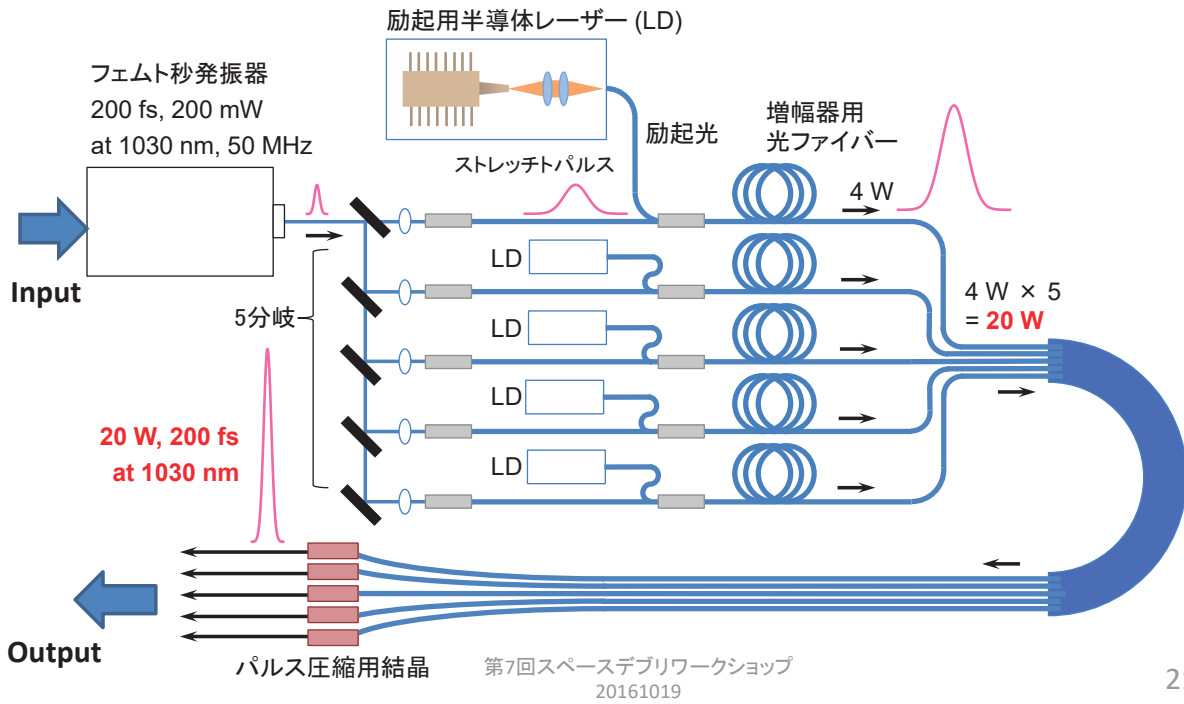 励起用半導体レーザー (LD)
フェムト秒発振器
200 fs, 200 mW
at 1030 nm, 50 MHz
ストレッチトパルス
励起光
増幅器用
光ファイバー
4 W
Input
LD
LD
LD
LD
5分岐
4 W × 5
= 20 W
20 W, 200 fs
at 1030 nm
Output
パルス圧縮用結晶
第7回スペースデブリワークショップ
20161019